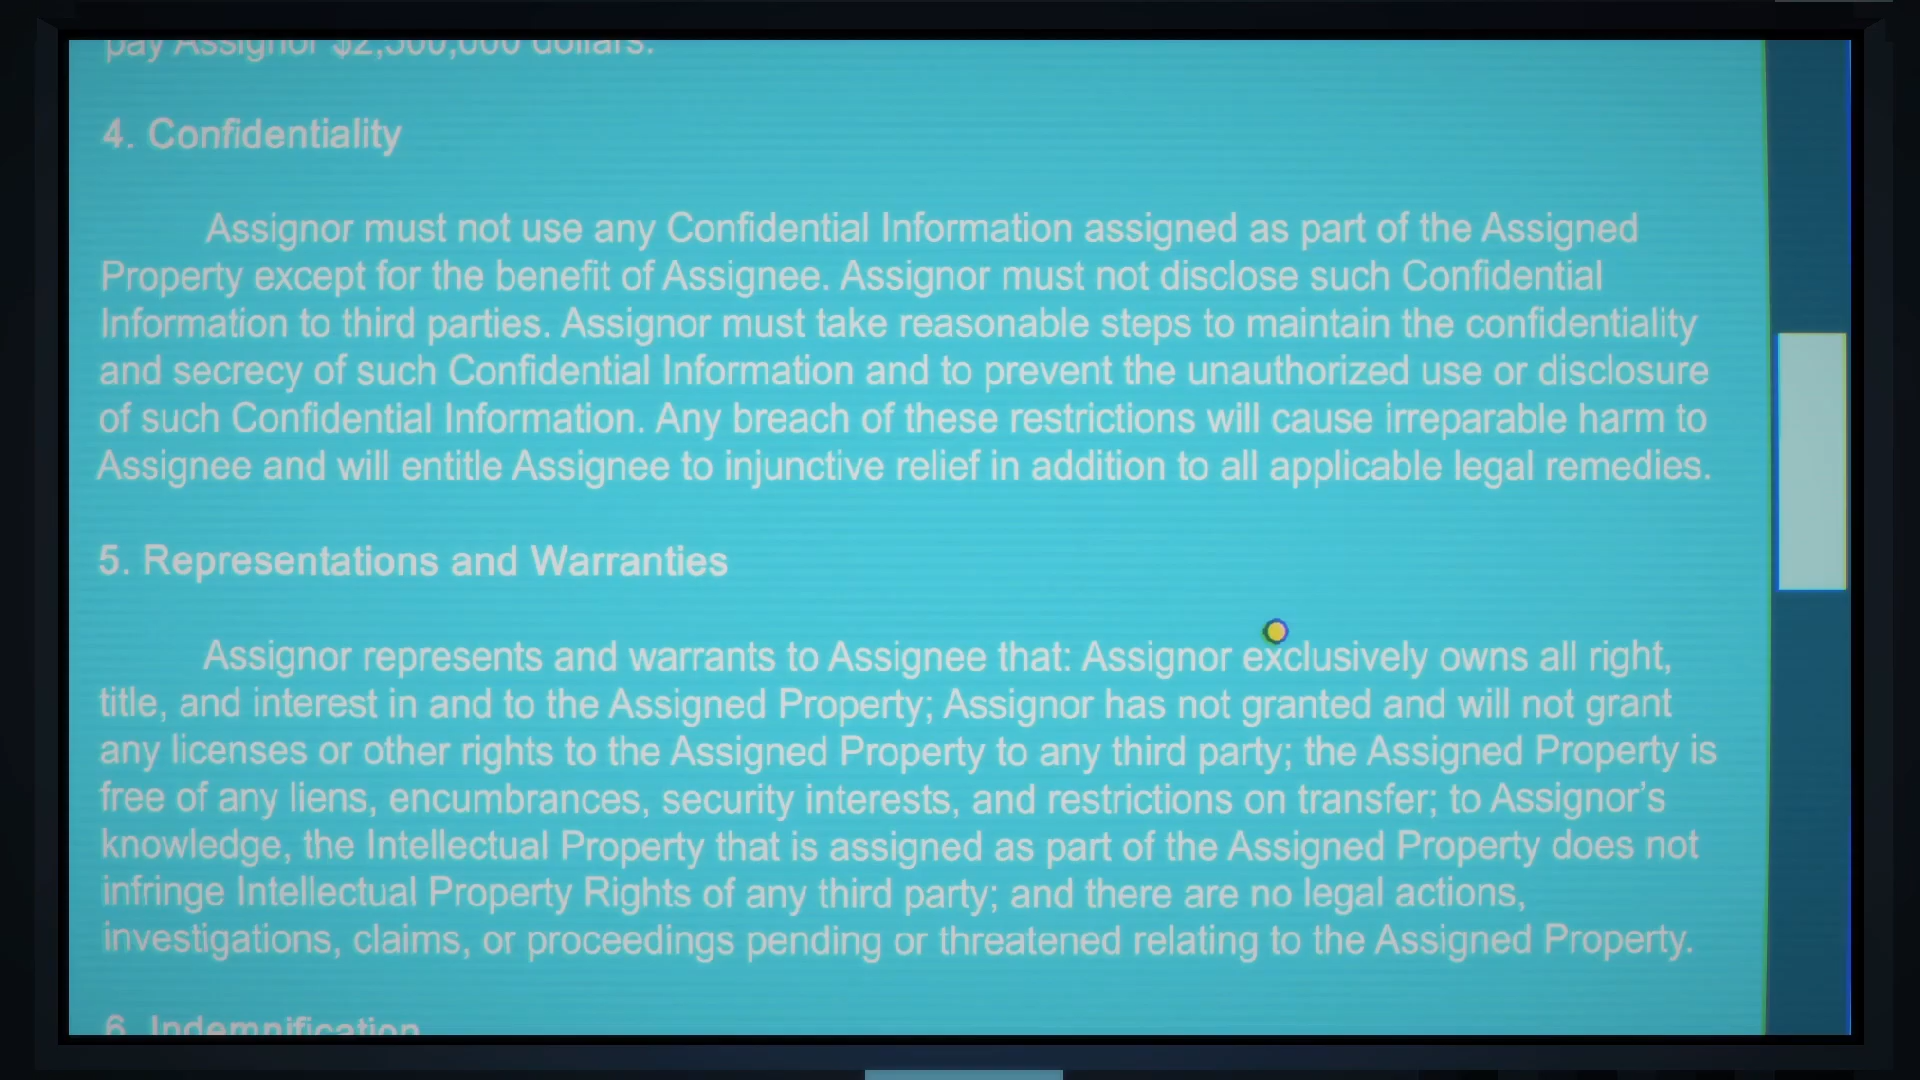 pay Assignor $2,500,000 dollars.
4. Confidentiality
Assignor must not use any Confidential Information assigned as part of the Assigned
Property except for the benefit of Assignee. Assignor must not disclose such Confidential
Information to third parties. Assignor must take reasonable steps to maintain the confidentiality
and secrecy of such Confidential Information and to prevent the unauthorized use or disclosure
of such Confidential Information. Any breach of these restrictions will cause irreparable harm to
Assignee and will entitle Assignee to injunctive relief in addition to all applicable legal remedies.
5. Representations and Warranties
Assignor represents and warrants to Assignee that: Assignor exclusively owns all right,
title, and interest in and to the Assigned Property; Assignor has not granted and will not grant
any licenses or other rights to the Assigned Property to any third party; the Assigned Property is
free of any liens, encumbrances, security interests, and restrictions on transfer; to Assignor’s
knowledge, the Intellectual Property that is assigned as part of the Assigned Property does not
infringe Intellectual Property Rights of any third party; and there are no legal actions,
investigations, claims, or proceedings pending or threatened relating to the Assigned Property.
6. Indemnification